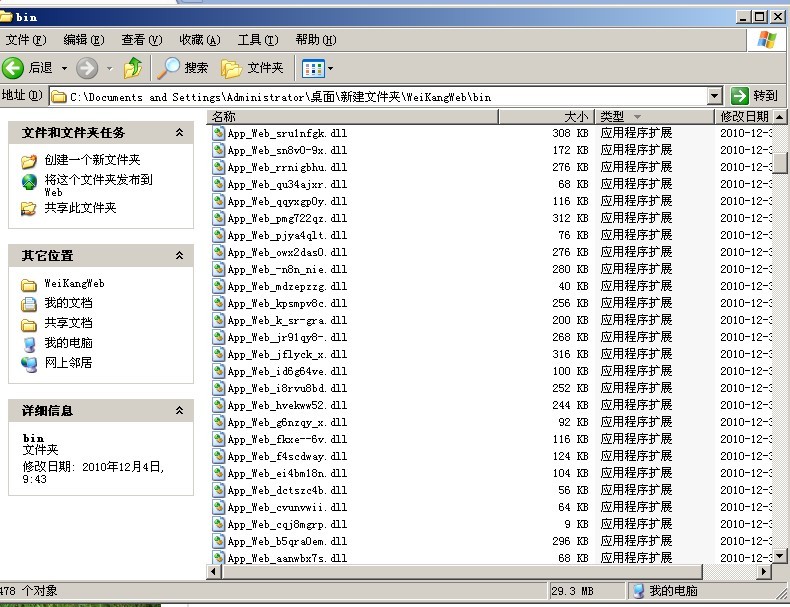 bin
文件(F) 编辑(E) 查看(V) 收藏(A) 工具(T) 帮助(H)
后退 搜索 文件夹
地址(D) C:\Documents and Settings\Administrator\桌面\新建文件夹\WeiKangWeb\bin 转到
文件和文件夹任务
创建一个新文件夹
将这个文件夹发布到
Web
共享此文件夹
其它位置
WeiKangWeb
我的文档
共享文档
我的电脑
网上邻居
详细信息
bin
文件夹
修改日期: 2010年12月4日,
9:43
名称 大小 类型 修改日期
App_Web_sru1nfgk.dll 308 KB 应用程序扩展 2010-12-3
App_Web_sn8v0-9x.dll 172 KB 应用程序扩展 2010-12-3
App_Web_rrnigbhu.dll 276 KB 应用程序扩展 2010-12-3
App_Web_qu34ajxr.dll 68 KB 应用程序扩展 2010-12-3
App_Web_qqyxgp0y.dll 116 KB 应用程序扩展 2010-12-3
App_Web_pmg722qz.dll 312 KB 应用程序扩展 2010-12-3
App_Web_pjya4qlt.dll 76 KB 应用程序扩展 2010-12-3
App_Web_owx2das0.dll 276 KB 应用程序扩展 2010-12-3
App_Web_-n8n_nie.dll 280 KB 应用程序扩展 2010-12-3
App_Web_mdzepzzg.dll 40 KB 应用程序扩展 2010-12-3
App_Web_kpsmpv8c.dll 256 KB 应用程序扩展 2010-12-3
App_Web_k_sr-gra.dll 200 KB 应用程序扩展 2010-12-3
App_Web_jr91qy8-.dll 268 KB 应用程序扩展 2010-12-3
App_Web_jflyck_x.dll 316 KB 应用程序扩展 2010-12-3
App_Web_id6g64ve.dll 100 KB 应用程序扩展 2010-12-3
App_Web_i8rvu8bd.dll 252 KB 应用程序扩展 2010-12-3
App_Web_hvekww52.dll 244 KB 应用程序扩展 2010-12-3
App_Web_g6nzqy_x.dll 92 KB 应用程序扩展 2010-12-3
App_Web_fkxe--6v.dll 116 KB 应用程序扩展 2010-12-3
App_Web_f4scdway.dll 124 KB 应用程序扩展 2010-12-3
App_Web_ei4bm18n.dll 104 KB 应用程序扩展 2010-12-3
App_Web_dctszc4b.dll 56 KB 应用程序扩展 2010-12-3
App_Web_cvunvwii.dll 64 KB 应用程序扩展 2010-12-3
App_Web_cqj8mgrp.dll 9 KB 应用程序扩展 2010-12-3
App_Web_b5qra0em.dll 296 KB 应用程序扩展 2010-12-3
App_Web_aanwbx7s.dll 68 KB 应用程序扩展 2010-12-3
478 个对象 29.3 MB 我的电脑